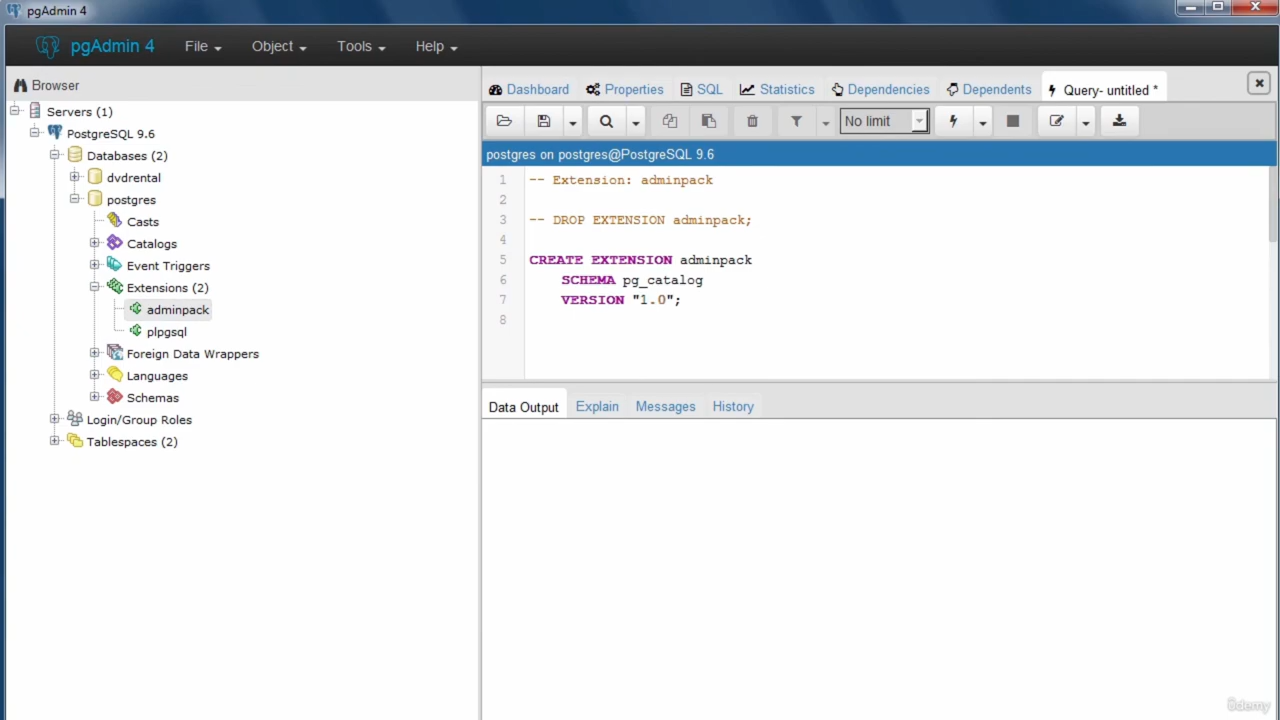 pgAdmin 4
pgAdmin 4 File Object Tools Help
Browser
Servers (1)
PostgreSQL 9.6
Databases (2)
dvdrental
postgres
Casts
Catalogs
Event Triggers
Extensions (2)
adminpack
plpgsql
Foreign Data Wrappers
Languages
Schemas
Login/Group Roles
Tablespaces (2)
Dashboard Properties SQL Statistics Dependencies Dependents Query- untitled *
No limit
postgres on postgres@PostgreSQL 9.6
1 -- Extension: adminpack
2
3 -- DROP EXTENSION adminpack;
4
5 CREATE EXTENSION adminpack
6 SCHEMA pg_catalog
7 VERSION "1.0";
8
Data Output Explain Messages History
ûdemy